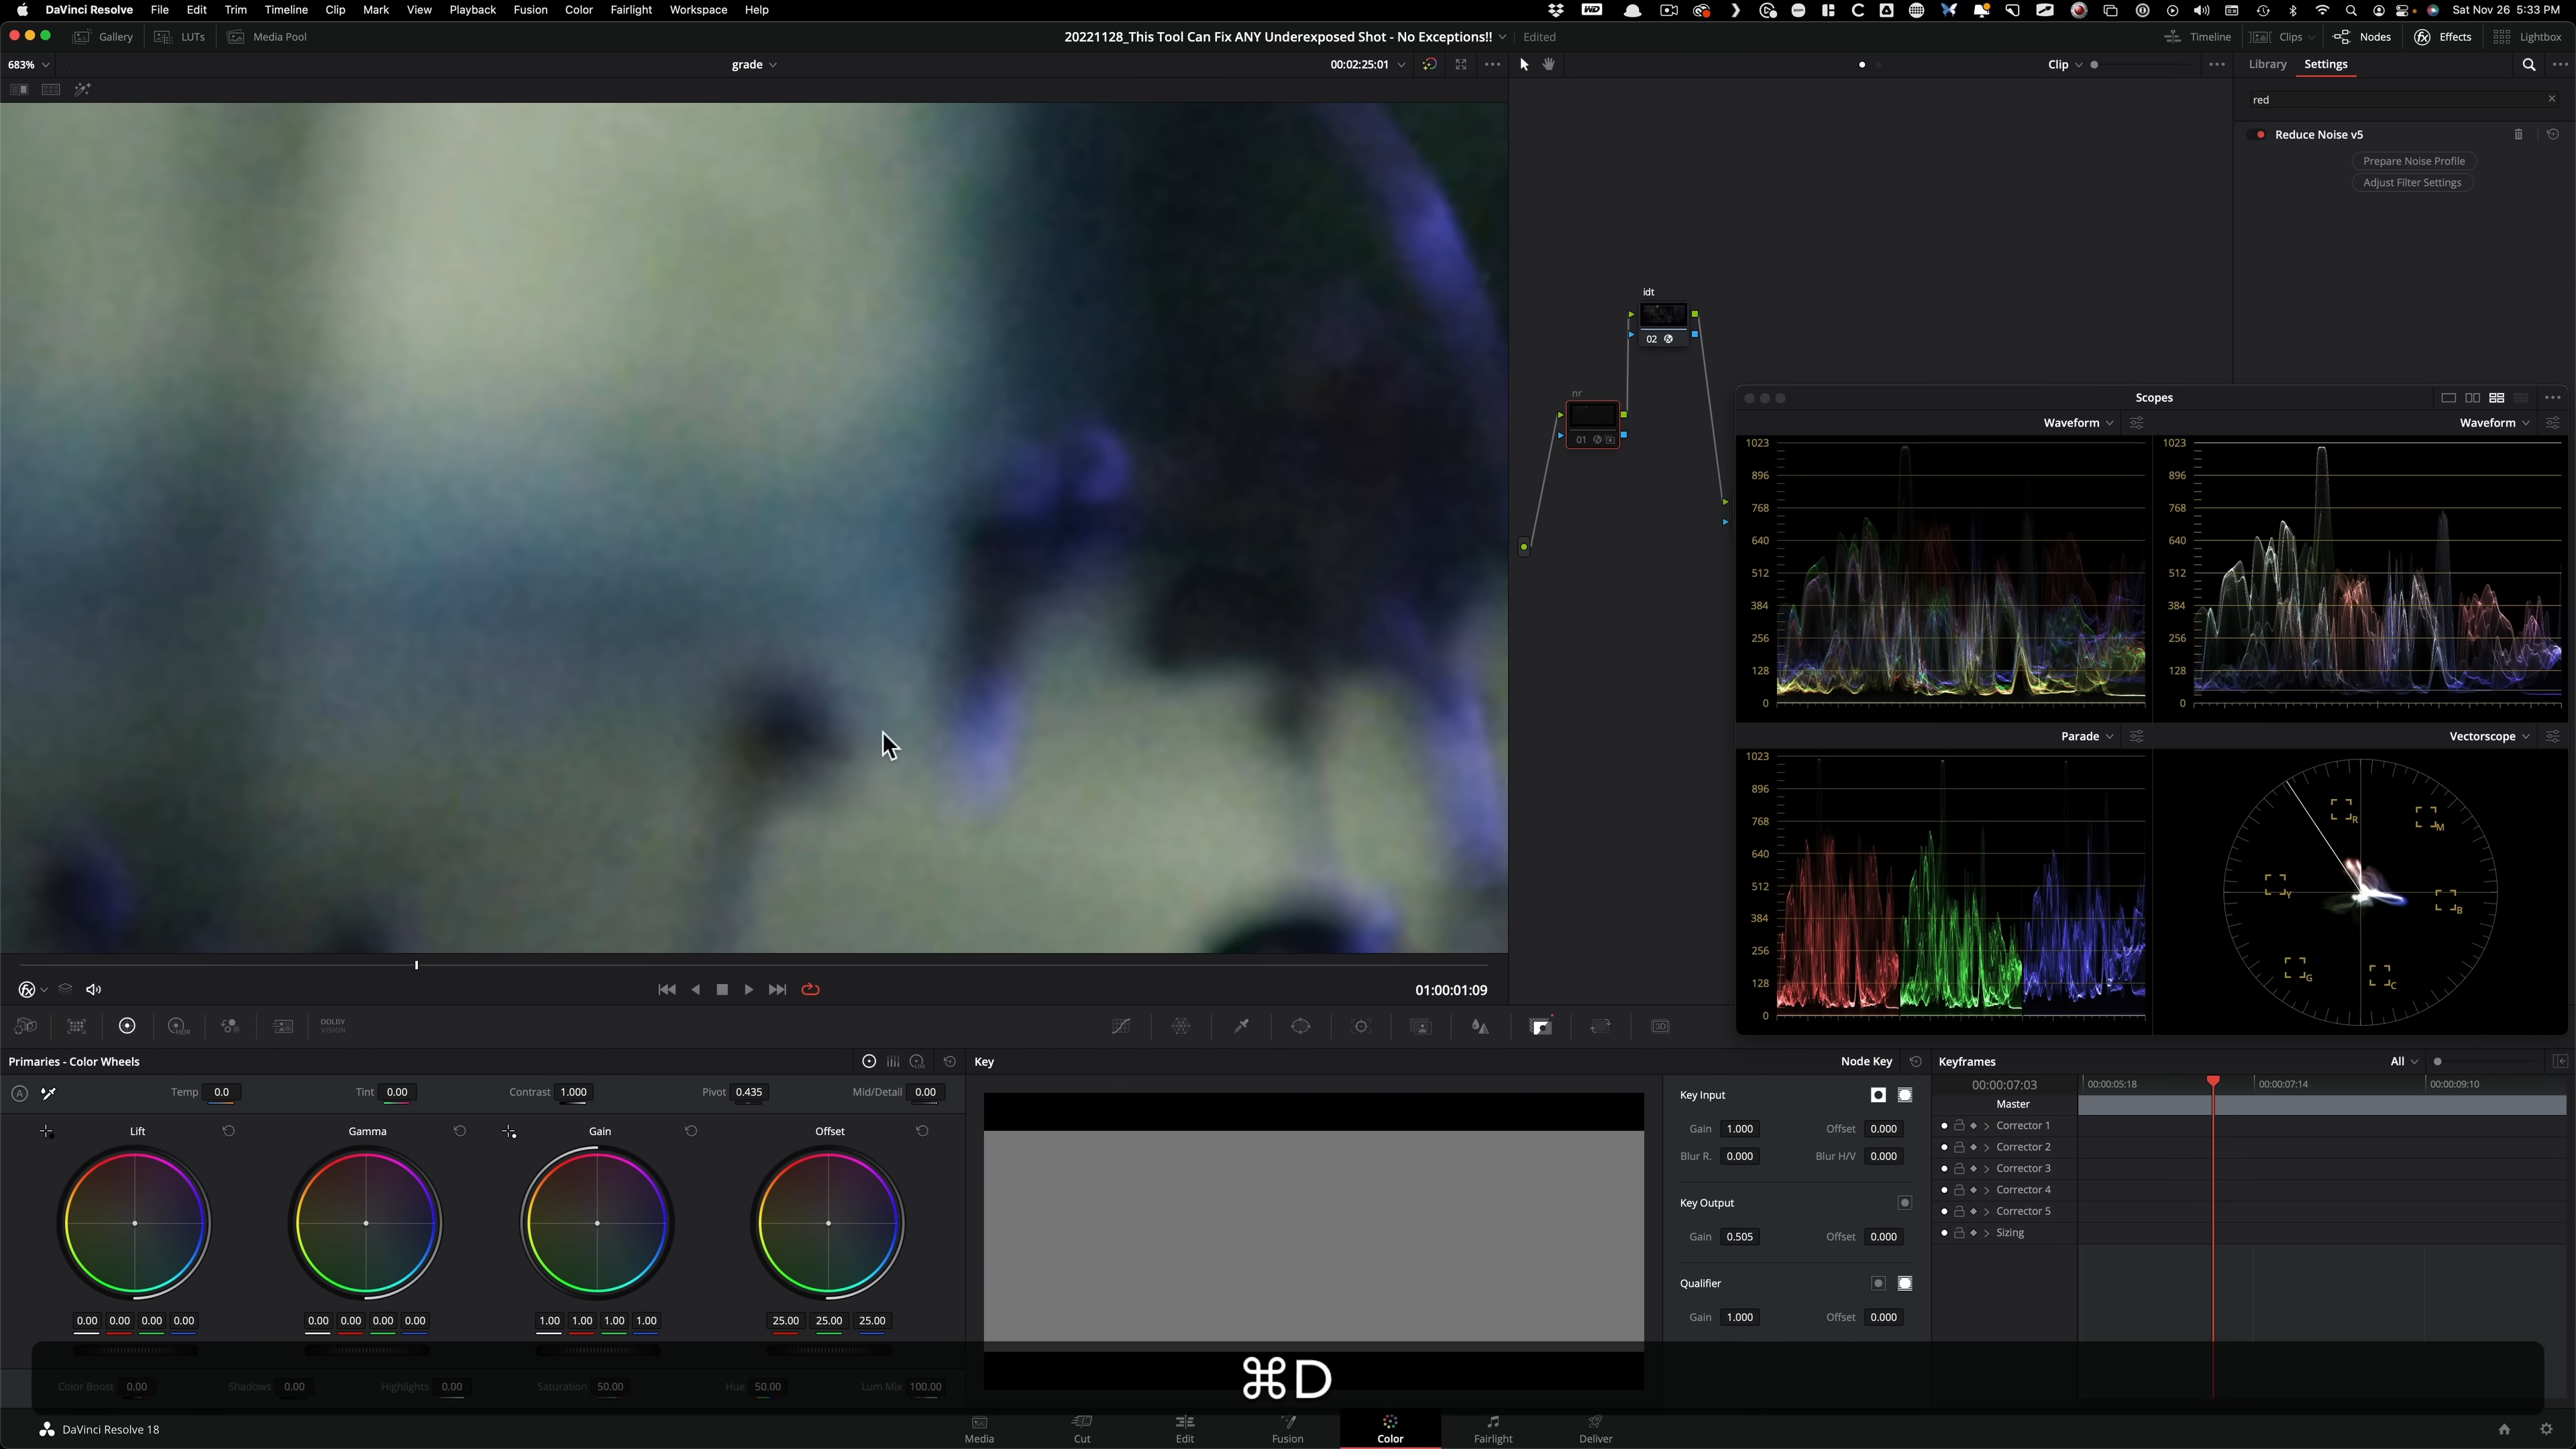 DaVinci Resolve File Edit Trim Timeline Clip Mark View Playback Fusion Color Fairlight Workspace Help Sat Nov 26 5:33 PM
Gallery LUTs Media Pool 20221128_This Tool Can Fix ANY Underexposed Shot - No Exceptions!! Edited Timeline Clips Nodes Effects Lightbox
683% grade 00:02:25:01 Clip Library Settings
red
Reduce Noise v5
Prepare Noise Profile
Adjust Filter Settings
idt
02
nr
01
Scopes
Waveform Waveform
1023 1023
896 896
768 768
640 640
512 512
384 384
256 256
128 128
0 0
Parade Vectorscope
1023
896
768
640
512
384
256
128
0
R M
Y B
G C
01:00:01:09
HDR DOLBY VISION 3D
Primaries - Color Wheels Key Node Key Keyframes All
Temp 0.0 Tint 0.00 Contrast 1.000 Pivot 0.435 Mid/Detail 0.00
Lift Gamma Gain Offset
0.00 0.00 0.00 0.00 0.00 0.00 0.00 0.00 1.00 1.00 1.00 1.00 25.00 25.00 25.00
Color Boost 0.00 Shadows 0.00 Highlights 0.00 Saturation 50.00 Hue 50.00 Lum Mix 100.00
Key Input
Gain 1.000 Offset 0.000
Blur R. 0.000 Blur H/V 0.000
Key Output
Gain 0.505 Offset 0.000
Qualifier
Gain 1.000 Offset 0.000
00:00:07:03 00:00:05:18 00:00:07:14 00:00:09:10
Master
Corrector 1
Corrector 2
Corrector 3
Corrector 4
Corrector 5
Sizing
⌘D
DaVinci Resolve 18 Media Cut Edit Fusion Color Fairlight Deliver